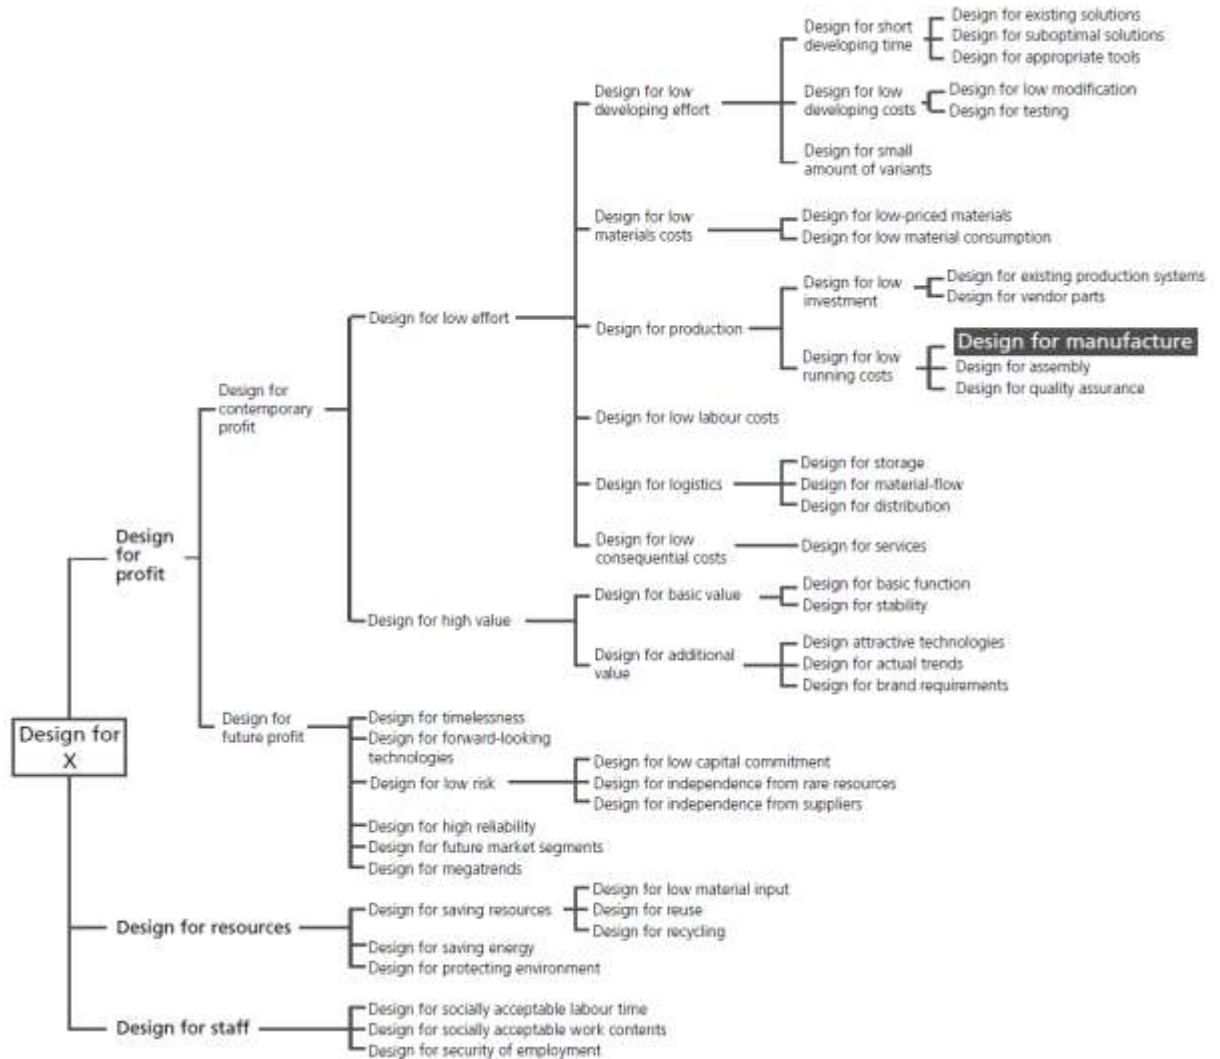 Design for short
developing time
Design for existing solutions
Design for suboptimal solutions
Design for appropriate tools
Design for low
developing effort
Design for low
developing costs
Design for low modification
Design for testing
Design for small
amount of variants
Design for low
materials costs
Design for low-priced materials
Design for low material consumption
Design for low effort
Design for production
Design for low
investment
Design for existing production systems
Design for vendor parts
Design for low
running costs
Design for manufacture
Design for assembly
Design for quality assurance
Design for
contemporary
profit
Design for low labour costs
Design for logistics
Design for storage
Design for material-flow
Design for distribution
Design for low
consequential costs
Design for services
Design
for
profit
Design for high value
Design for basic value
Design for basic function
Design for stability
Design for additional
value
Design attractive technologies
Design for actual trends
Design for brand requirements
Design for
future profit
Design for timelessness
Design for forward-looking
technologies
Design for low risk
Design for low capital commitment
Design for independence from rare resources
Design for independence from suppliers
Design for high reliability
Design for future market segments
Design for megatrends
Design for
X
Design for resources
Design for saving resources
Design for low material input
Design for reuse
Design for recycling
Design for saving energy
Design for protecting environment
Design for staff
Design for socially acceptable labour time
Design for socially acceptable work contents
Design for security of employment